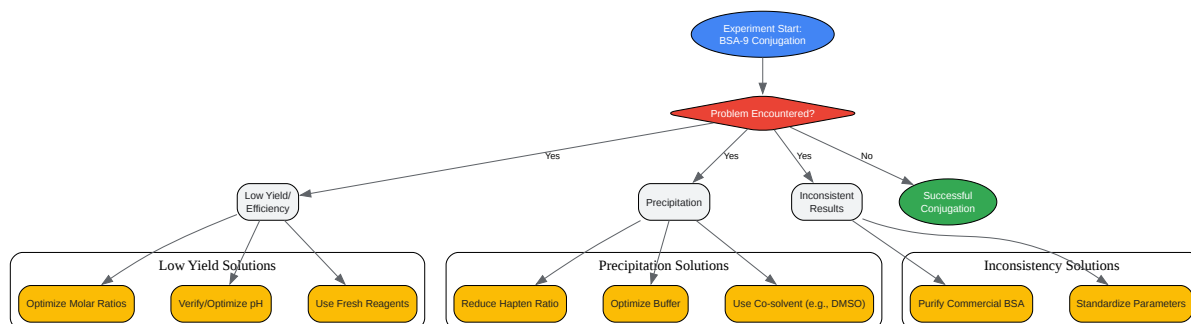 Experiment Start:
BSA-9 Conjugation
Problem Encountered?
Yes
Yes
Yes
No
Low Yield/
Efficiency
Precipitation
Inconsistent
Results
Successful
Conjugation
Low Yield Solutions
Precipitation Solutions
Inconsistency Solutions
Optimize Molar Ratios
Verify/Optimize pH
Use Fresh Reagents
Reduce Hapten Ratio
Optimize Buffer
Use Co-solvent (e.g., DMSO)
Purify Commercial BSA
Standardize Parameters